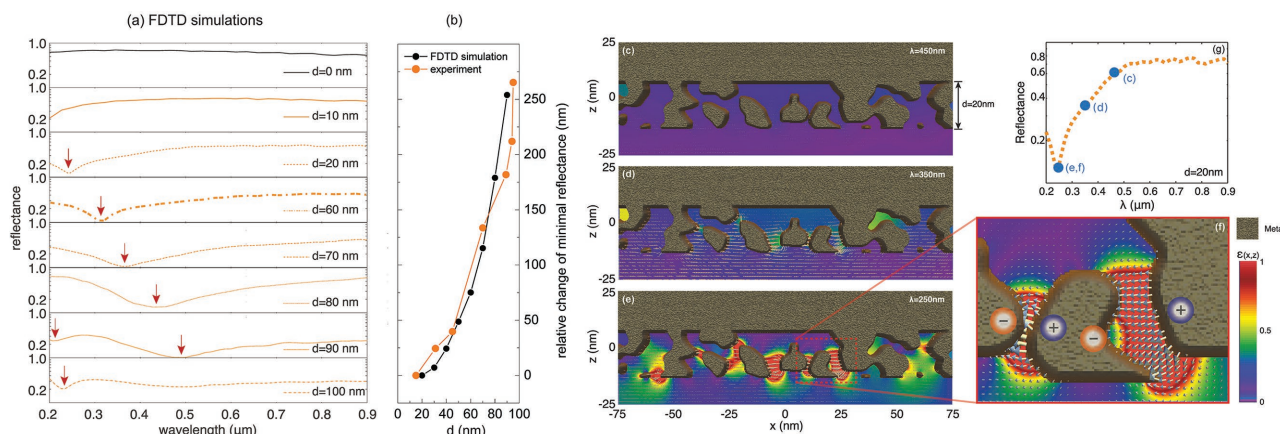 (a) FDTD simulations
1.0
0.2
d=0 nm
1.0
0.2
d=10 nm
1.0
0.2
d=20 nm
1.0
0.2
d=60 nm
1.0
0.2
d=70 nm
1.0
0.2
d=80 nm
1.0
0.2
d=90 nm
1.0
0.2
d=100 nm
reflectance
0.2 0.3 0.4 0.5 0.6 0.7 0.8 0.9
wavelength (μm)
(b)
FDTD simulation
experiment
250
200
150
100
50
0
relative change of minimal reflectance (nm)
0 20 40 60 80 100
d (nm)
(c)
λ=450nm
25
0
-25
z (nm)
d=20nm
(d)
λ=350nm
25
0
-25
z (nm)
(e)
λ=250nm
25
0
-25
z (nm)
-75 -50 -25 0 25 50 75
x (nm)
(g)
0.8
0.6
0.4
0.2
Reflectance
(c)
(d)
(e,f)
d=20nm
0.2 0.3 0.4 0.5 0.6 0.7 0.8 0.9
λ (μm)
(f)
Meta
ε(x,z)
1
0.5
0
− + − +